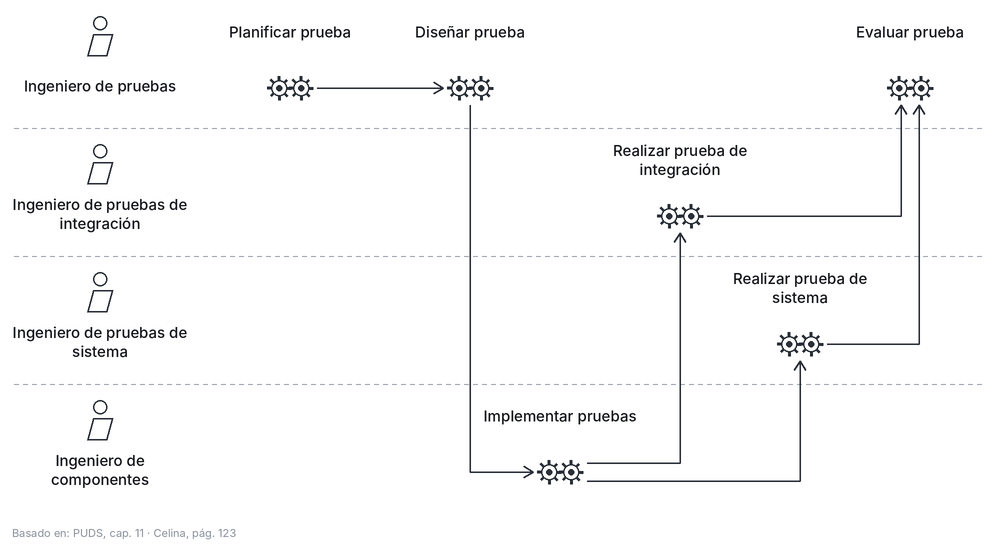 Planificar prueba
Diseñar prueba
Evaluar prueba
Ingeniero de pruebas
Realizar prueba de
integración
Ingeniero de pruebas de
integración
Realizar prueba de
sistema
Ingeniero de pruebas de
sistema
Implementar pruebas
Ingeniero de
componentes
Basado en: PUDS, cap. 11 · Celina, pág. 123